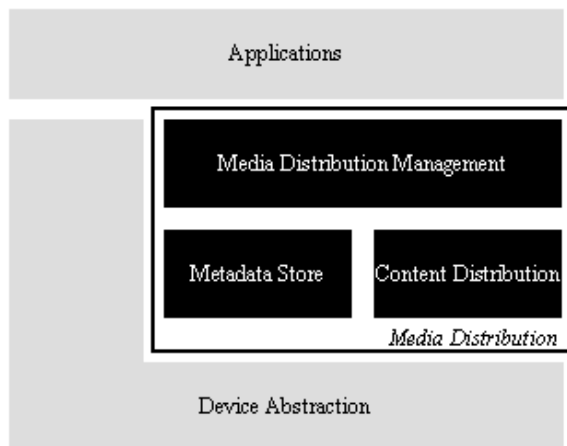 Applications
Media Distribution Management
Metadata Store
Content Distribution
Media Distribution
Device Abstraction